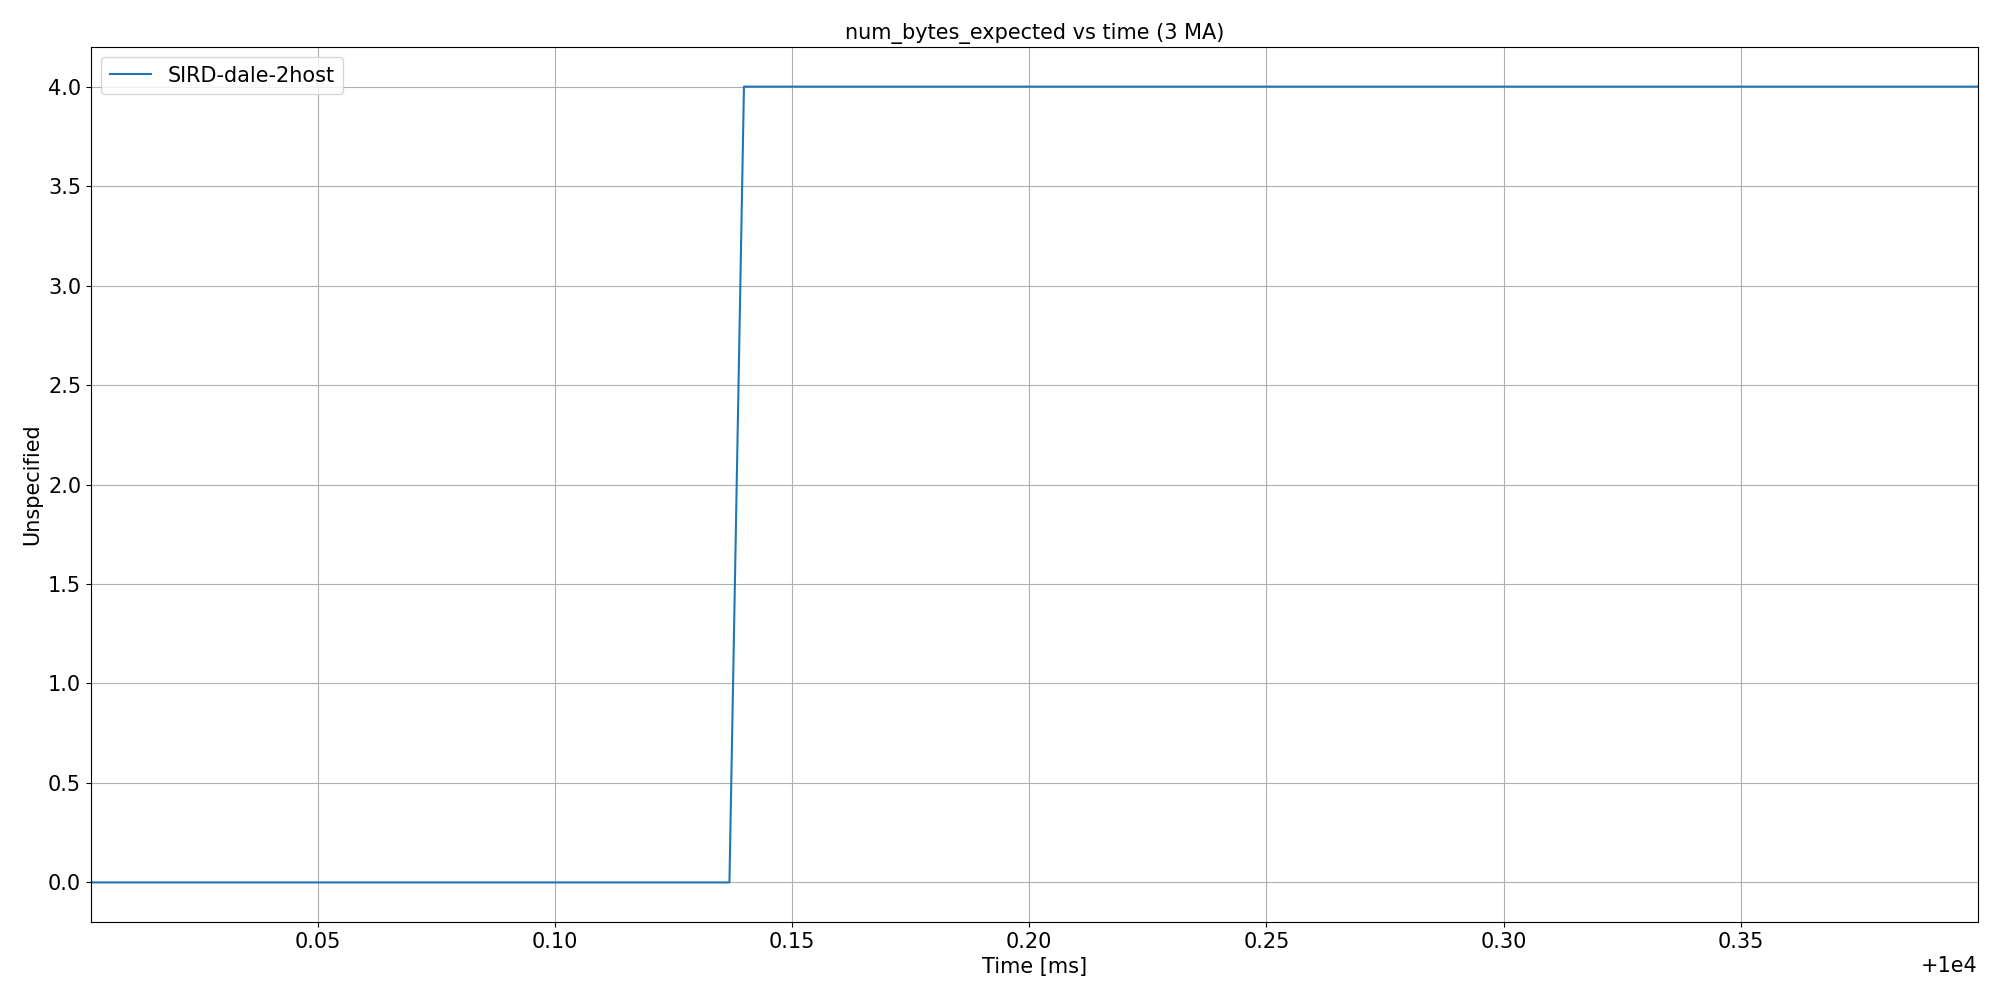 num_bytes_expected vs time (3 MA)
SIRD-dale-2host
4.0
3.5
3.0
2.5
2.0
1.5
1.0
0.5
0.0
Unspecified
0.05 0.10 0.15 0.20 0.25 0.30 0.35
Time [ms]
+1e4